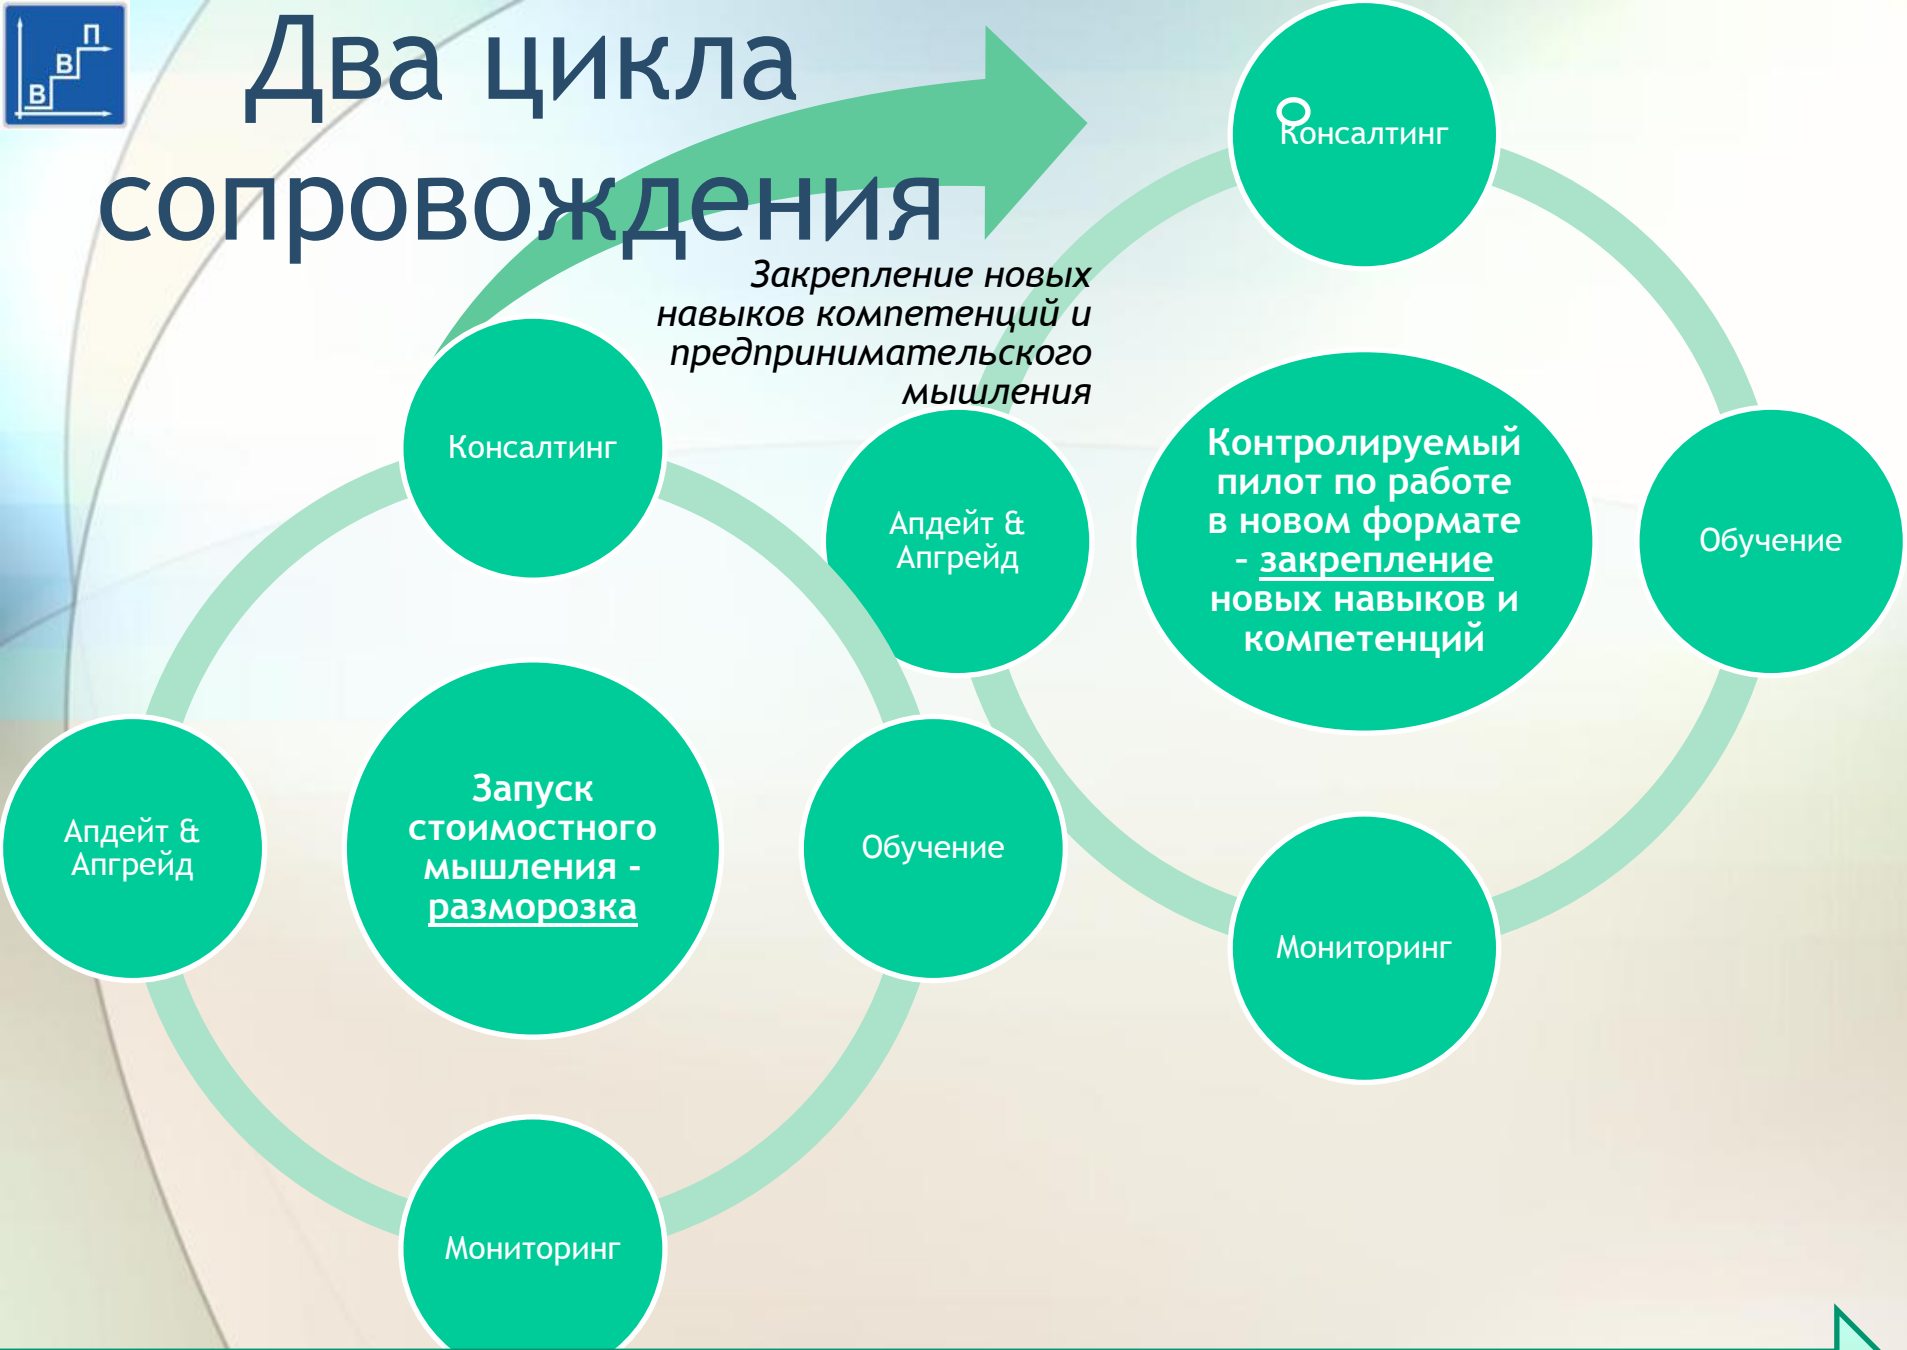 П
В
В
Два цикла
сопровождения
Закрепление новых
навыков компетенций и
предпринимательского
мышления
Консалтинг
Обучение
Мониторинг
Апдейт &
Апгрейд
Запуск
стоимостного
мышления -
разморозка
Консалтинг
Обучение
Мониторинг
Апдейт &
Апгрейд
Контролируемый
пилот по работе
в новом формате
– закрепление
новых навыков и
компетенций